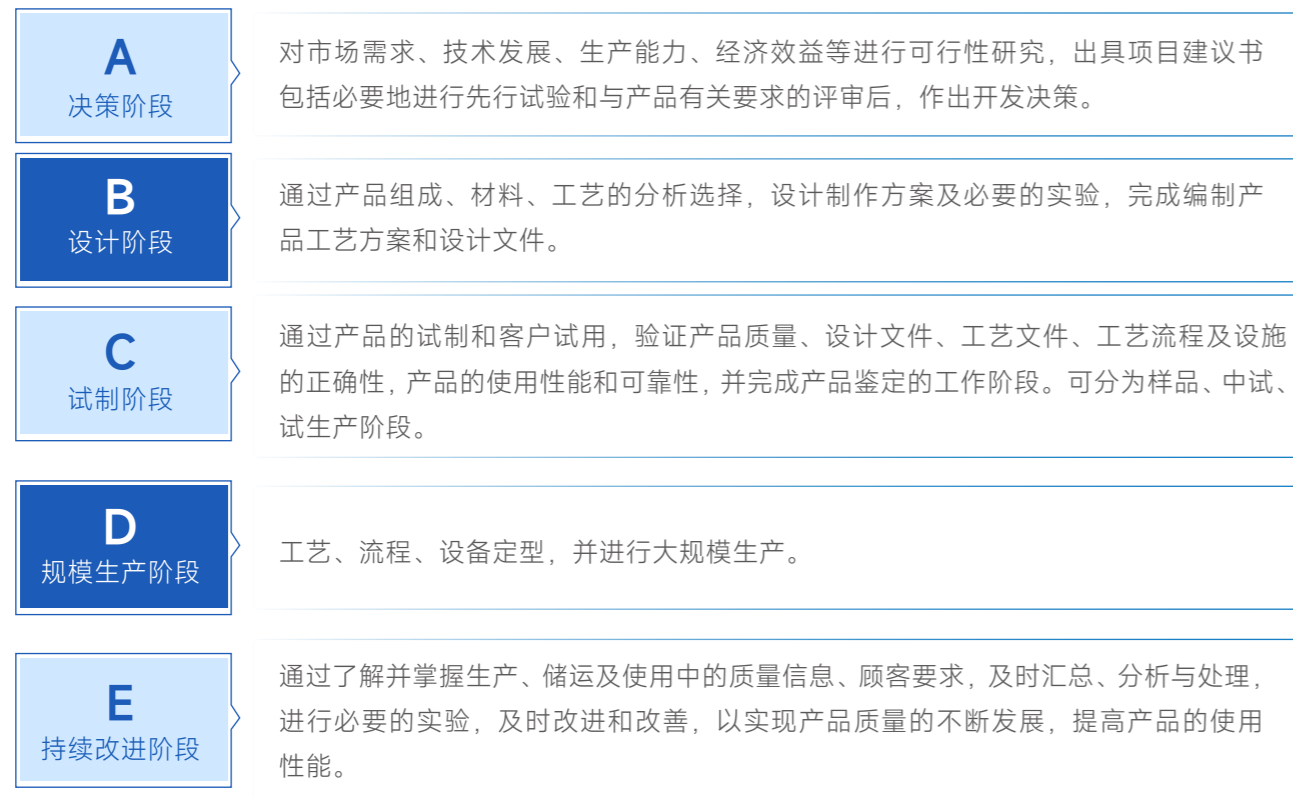 A
决策阶段
对市场需求、技术发展、生产能力、经济效益等进行可行性研究，出具项目建议书
包括必要地进行先行试验和与产品有关要求的评审后，作出开发决策。
B
设计阶段
通过产品组成、材料、工艺的分析选择，设计制作方案及必要的实验，完成编制产
品工艺方案和设计文件。
C
试制阶段
通过产品的试制和客户试用，验证产品质量、设计文件、工艺文件、工艺流程及设施
的正确性，产品的使用性能和可靠性，并完成产品鉴定的工作阶段。可分为样品、中试、
试生产阶段。
D
规模生产阶段
工艺、流程、设备定型，并进行大规模生产。
E
持续改进阶段
通过了解并掌握生产、储运及使用中的质量信息、顾客要求，及时汇总、分析与处理，
进行必要的实验，及时改进和改善，以实现产品质量的不断发展，提高产品的使用
性能。